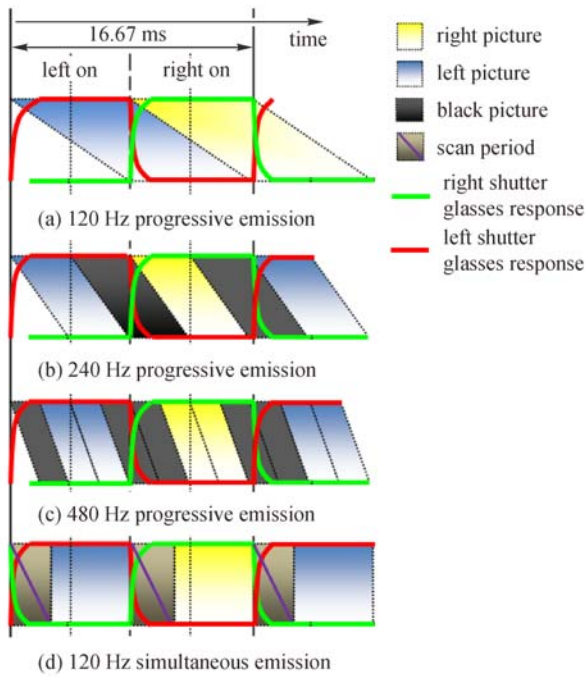 16.67 ms
time
left on
right on
(a) 120 Hz progressive emission
(b) 240 Hz progressive emission
(c) 480 Hz progressive emission
(d) 120 Hz simultaneous emission
right picture
left picture
black picture
scan period
right shutter
glasses response
left shutter
glasses response